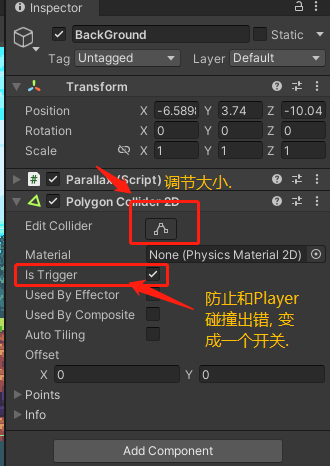 Inspector
BackGround
Static
Tag Untagged Layer Default
Transform
Position X -6.589 Y 3.74 Z -10.04
Rotation X 0 Y 0 Z 0
Scale X 1 Y 1 Z 1
# Parallax (Script) 调节大小.
Polygon Collider 2D
Edit Collider
Material None (Physics Material 2D)
Is Trigger
Used By Effector 防止和Player
Used By Composite 碰撞出错, 变
Auto Tiling 成一个开关.
Offset
X 0 Y 0
Points
Info
Add Component